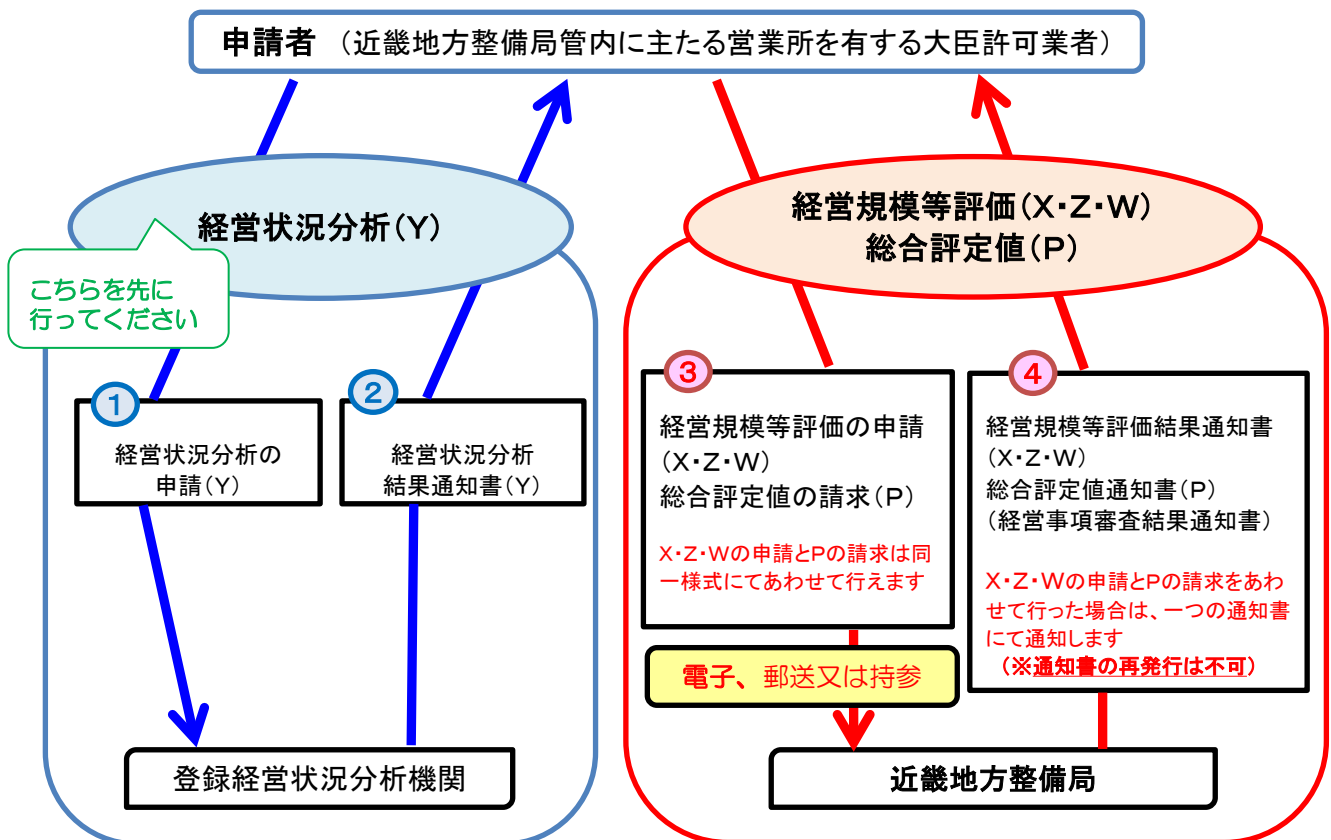 申請者 （近畿地方整備局管内に主たる営業所を有する大臣許可業者）
経営状況分析（Y）
こちらを先に
行ってください
①
経営状況分析の
申請（Y）
②
経営状況分析
結果通知書（Y）
登録経営状況分析機関
経営規模等評価（X・Z・W）
総合評定値（P）
③
経営規模等評価の申請
（X・Z・W）
総合評定値の請求（P）
X・Z・Wの申請とPの請求は同
一様式にてあわせて行えます
電子、郵送又は持参
④
経営規模等評価結果通知書
（X・Z・W）
総合評定値通知書（P）
（経営事項審査結果通知書）
X・Z・Wの申請とPの請求をあわ
せて行った場合は、一つの通知書
にて通知します
（※通知書の再発行は不可）
近畿地方整備局